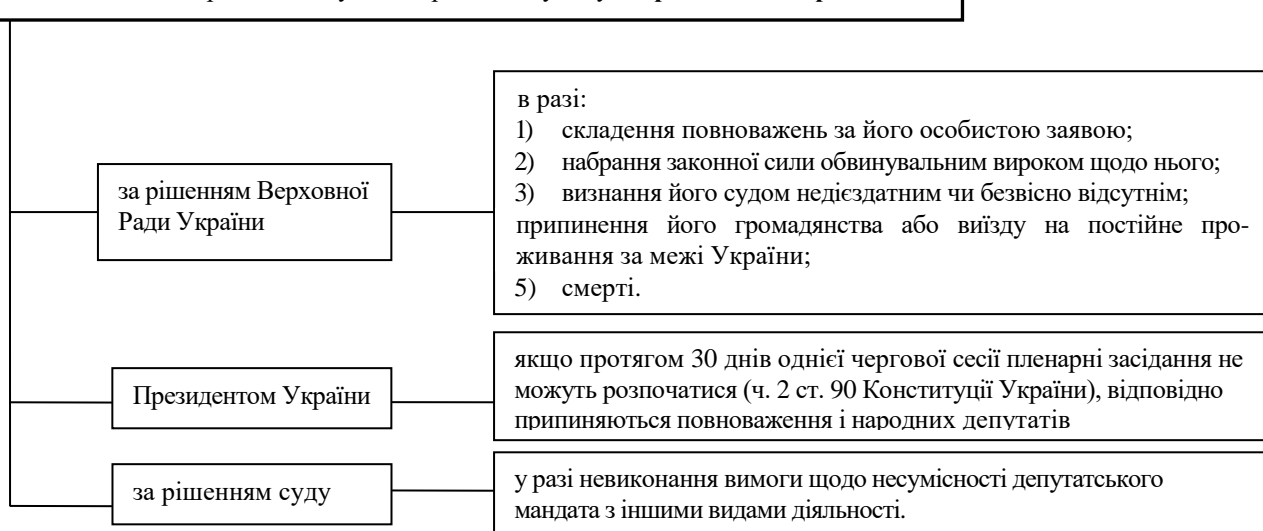 за рішенням Верховної
Ради України
в разі:
1) складення повноважень за його особистою заявою;
2) набрання законної сили обвинувальним вироком щодо нього;
3) визнання його судом недієздатним чи безвісно відсутнім;
припинення його громадянства або виїзду на постійне про-
живання за межі України;
5) смерті.
Президентом України
якщо протягом 30 днів однієї чергової сесії пленарні засідання не
можуть розпочатися (ч. 2 ст. 90 Конституції України), відповідно
припиняються повноваження і народних депутатів
за рішенням суду
у разі невиконання вимоги щодо несумісності депутатського
мандата з іншими видами діяльності.